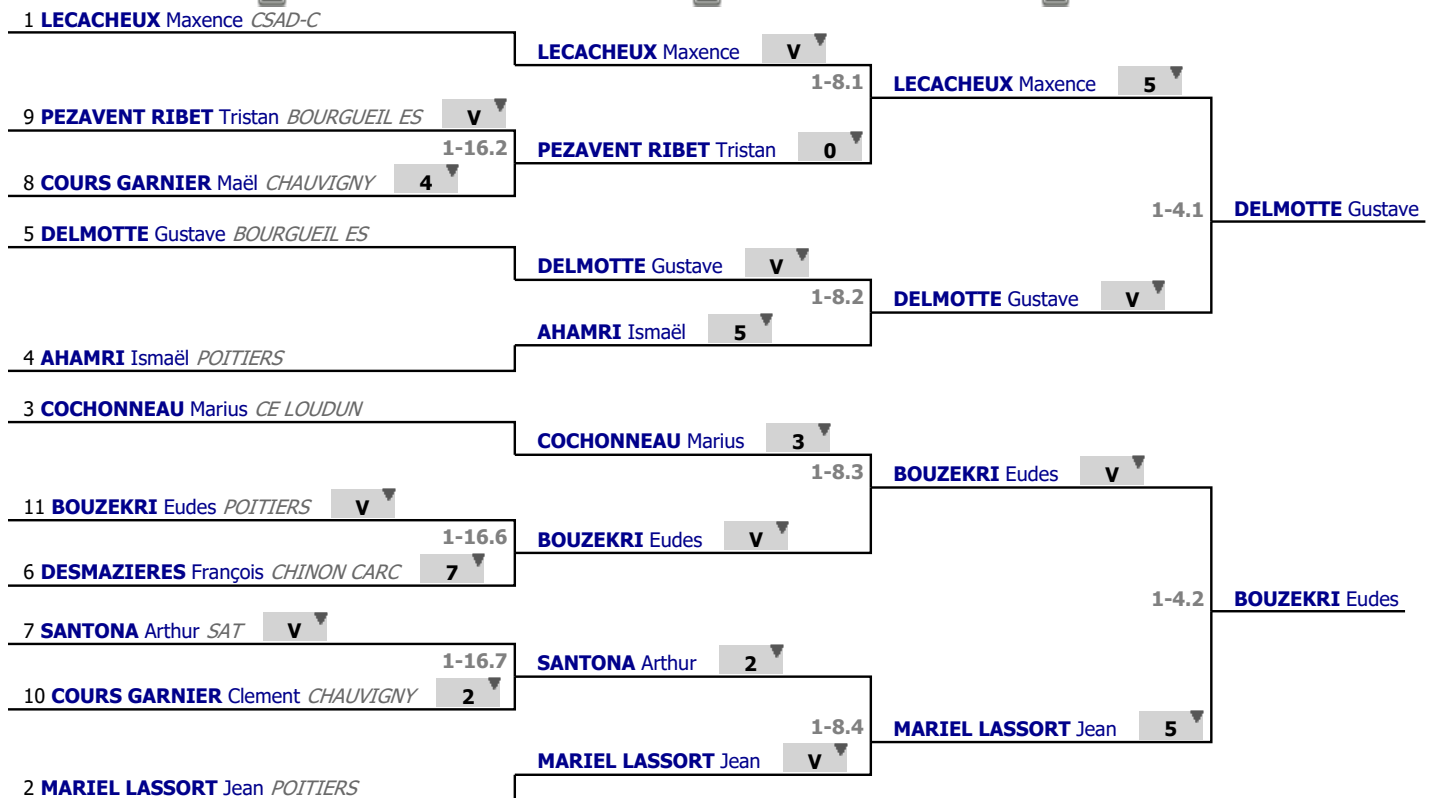 1 LECACHEUX Maxence CSAD-C
LECACHEUX Maxence V
1-8.1
LECACHEUX Maxence 5
9 PEZAVENT RIBET Tristan BOURGUEIL ES V
1-16.2
PEZAVENT RIBET Tristan 0
8 COURS GARNIER Maël CHAUVIGNY 4
1-4.1
DELMOTTE Gustave
5 DELMOTTE Gustave BOURGUEIL ES
DELMOTTE Gustave V
1-8.2
DELMOTTE Gustave V
AHAMRI Ismaël 5
4 AHAMRI Ismaël POITIERS
3 COCHONNEAU Marius CE LOUDUN
COCHONNEAU Marius 3
1-8.3
BOUZEKRI Eudes V
11 BOUZEKRI Eudes POITIERS V
1-16.6
BOUZEKRI Eudes V
6 DESMAZIERES François CHINON CARC 7
1-4.2
BOUZEKRI Eudes
7 SANTONA Arthur SAT V
1-16.7
SANTONA Arthur 2
10 COURS GARNIER Clement CHAUVIGNY 2
1-8.4
MARIEL LASSORT Jean 5
MARIEL LASSORT Jean V
2 MARIEL LASSORT Jean POITIERS